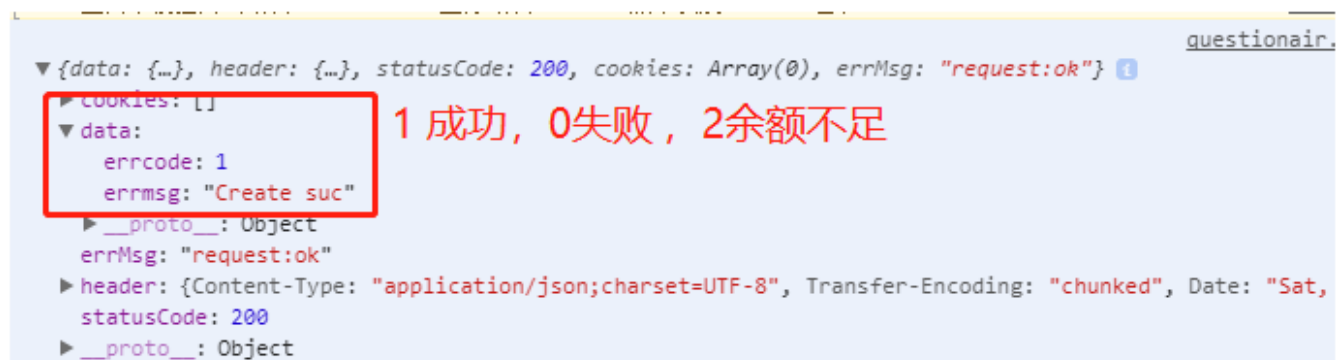 questionair.
▼ {data: {…}, header: {…}, statusCode: 200, cookies: Array(0), errMsg: "request:ok"} i
▶ cookies: []
▼ data:
errcode: 1
errmsg: "Create suc"
▶ __proto__: Object
1 成功，0失败 ，2余额不足
errMsg: "request:ok"
▶ header: {Content-Type: "application/json;charset=UTF-8", Transfer-Encoding: "chunked", Date: "Sat,
statusCode: 200
▶ __proto__: Object